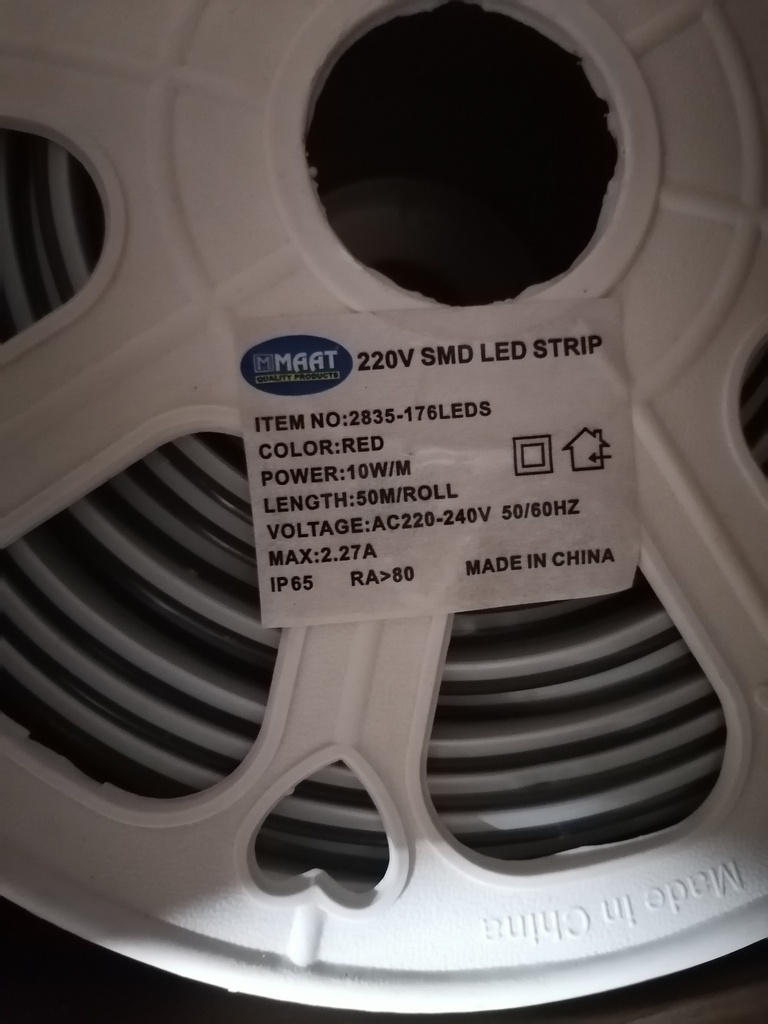 MAAT
QUALITY PRODUCTS
220V SMD LED STRIP
ITEM NO:2835-176LEDS
COLOR:RED
POWER:10W/M
LENGTH:50M/ROLL
VOLTAGE:AC220-240V 50/60HZ
MAX:2.27A
IP65 RA>80 MADE IN CHINA
Made in China